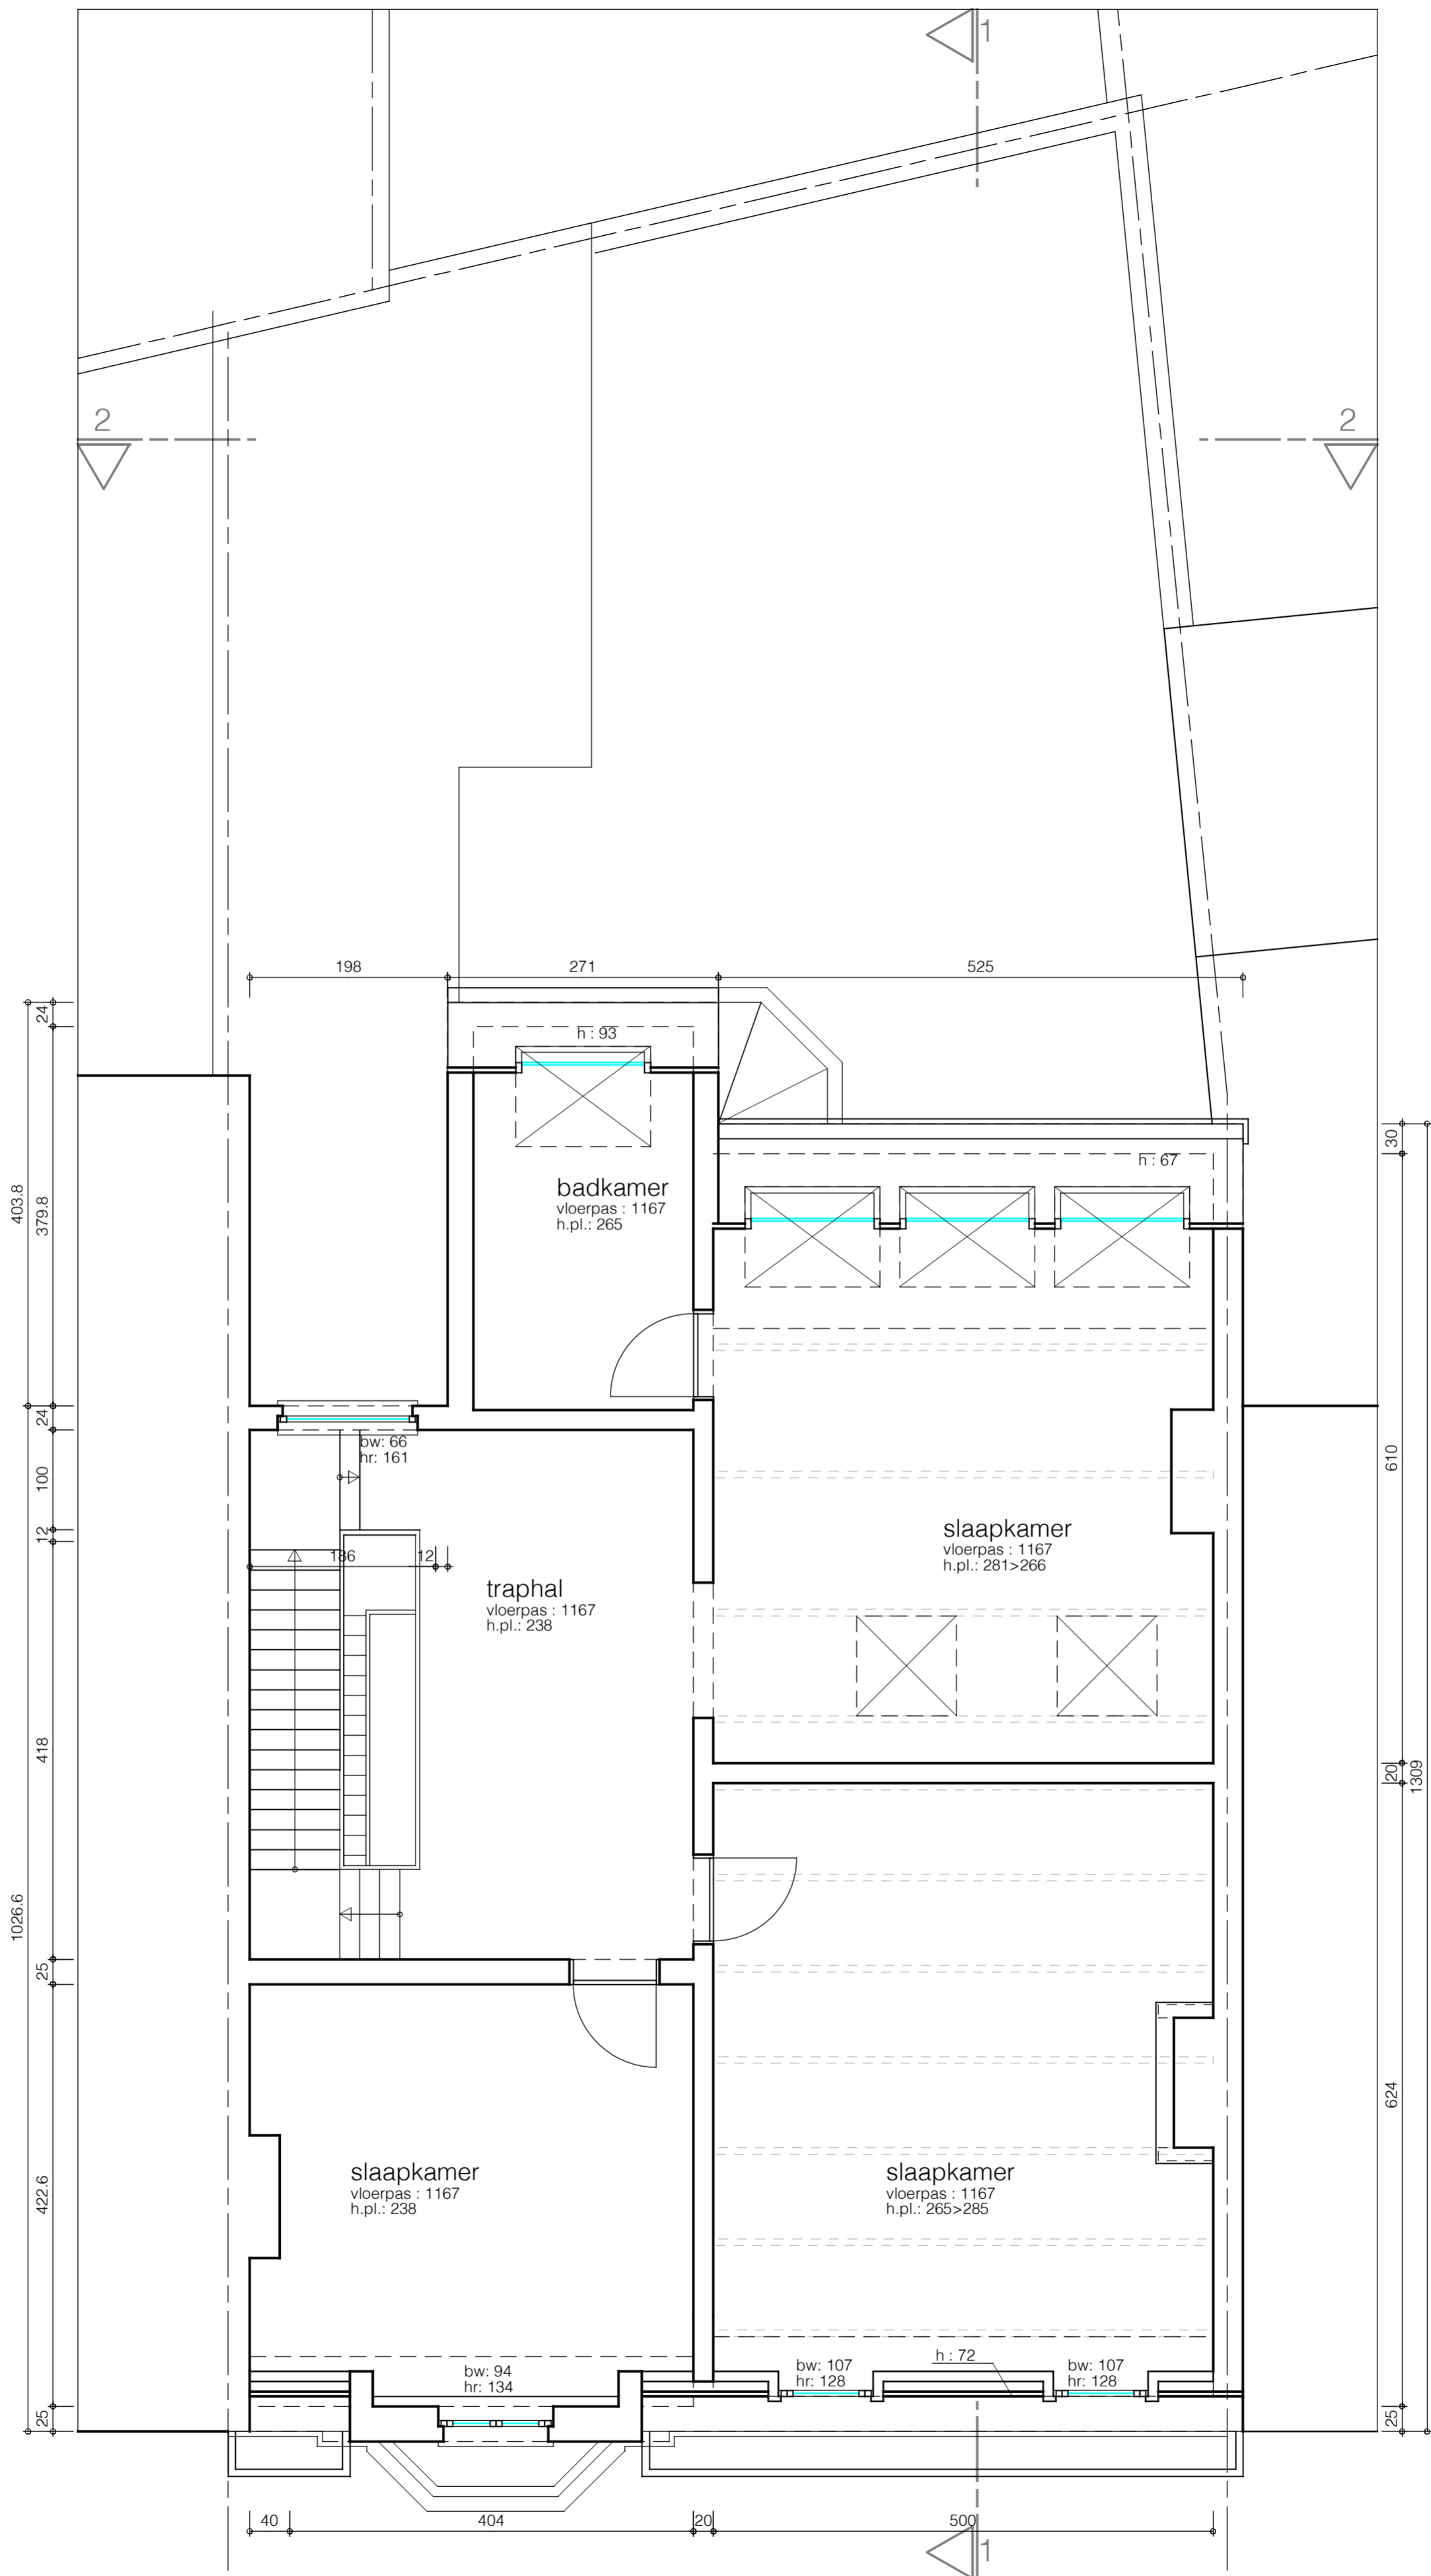 1
2
2
198
271
525
24
h : 93
30
h : 67
403.8
379.8
badkamer
vloerpas : 1167
h.pl.: 265
24
bw: 66
hr: 161
100
610
12
186
12
slaapkamer
vloerpas : 1167
h.pl.: 281>266
traphal
vloerpas : 1167
h.pl.: 238
418
20
1309
1026.6
25
624
422.6
slaapkamer
vloerpas : 1167
h.pl.: 238
slaapkamer
vloerpas : 1167
h.pl.: 265>285
bw: 94
hr: 134
bw: 107
hr: 128
h : 72
bw: 107
hr: 128
25
25
40
404
20
500
1